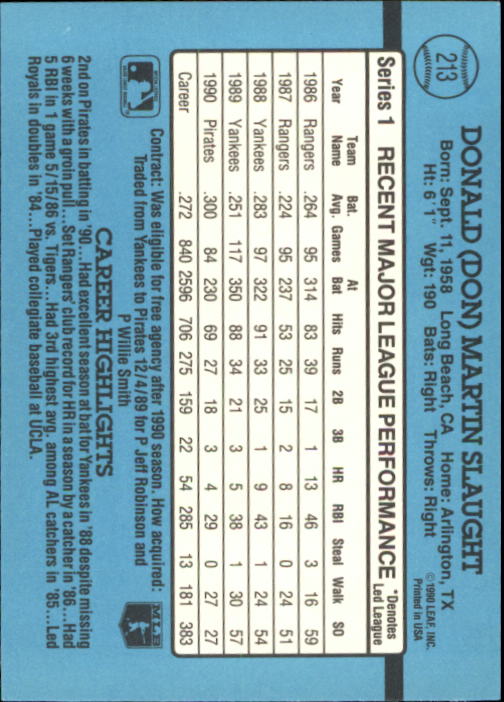 213
DONALD (DON) MARTIN SLAUGHT
Born: Sept. 11, 1958 Long Beach, CA Home: Arlington, TX
Ht: 6' 1" Wgt: 190 Bats: Right Throws: Right
©1990 LEAF, INC.
Printed in USA
Series 1 RECENT MAJOR LEAGUE PERFORMANCE *Denotes Led League
Year Team Name Bat. Avg. Games At Bat Hits Runs 2B 3B HR RBI Steal Walk SO
1986 Rangers .264 95 314 83 39 17 1 13 46 3 16 59
1987 Rangers .224 95 237 53 25 15 2 8 16 0 24 51
1988 Yankees .283 97 322 91 33 25 1 9 43 1 24 54
1989 Yankees .251 117 350 88 34 21 3 5 38 1 30 57
1990 Pirates .300 84 230 69 27 18 3 4 29 0 27 27
Career .272 840 2596 706 275 159 22 54 285 13 181 383
Contract: Was eligible for free agency after 1990 season. How acquired:
Traded from Yankees to Pirates 12/4/89 for P Jeff Robinson and
P Willie Smith
MLB
CAREER HIGHLIGHTS
2nd on Pirates in batting in '90...Had excellent season at bat for Yankees in '88 despite missing
6 weeks with a groin pull...Set Rangers' club record for HR in a season by a catcher in '86...Had
5 RBI in 1 game 5/15/86 vs. Tigers...Had 3rd highest avg. among AL catchers in '85...Led
Royals in doubles in '84...Played collegiate baseball at UCLA.